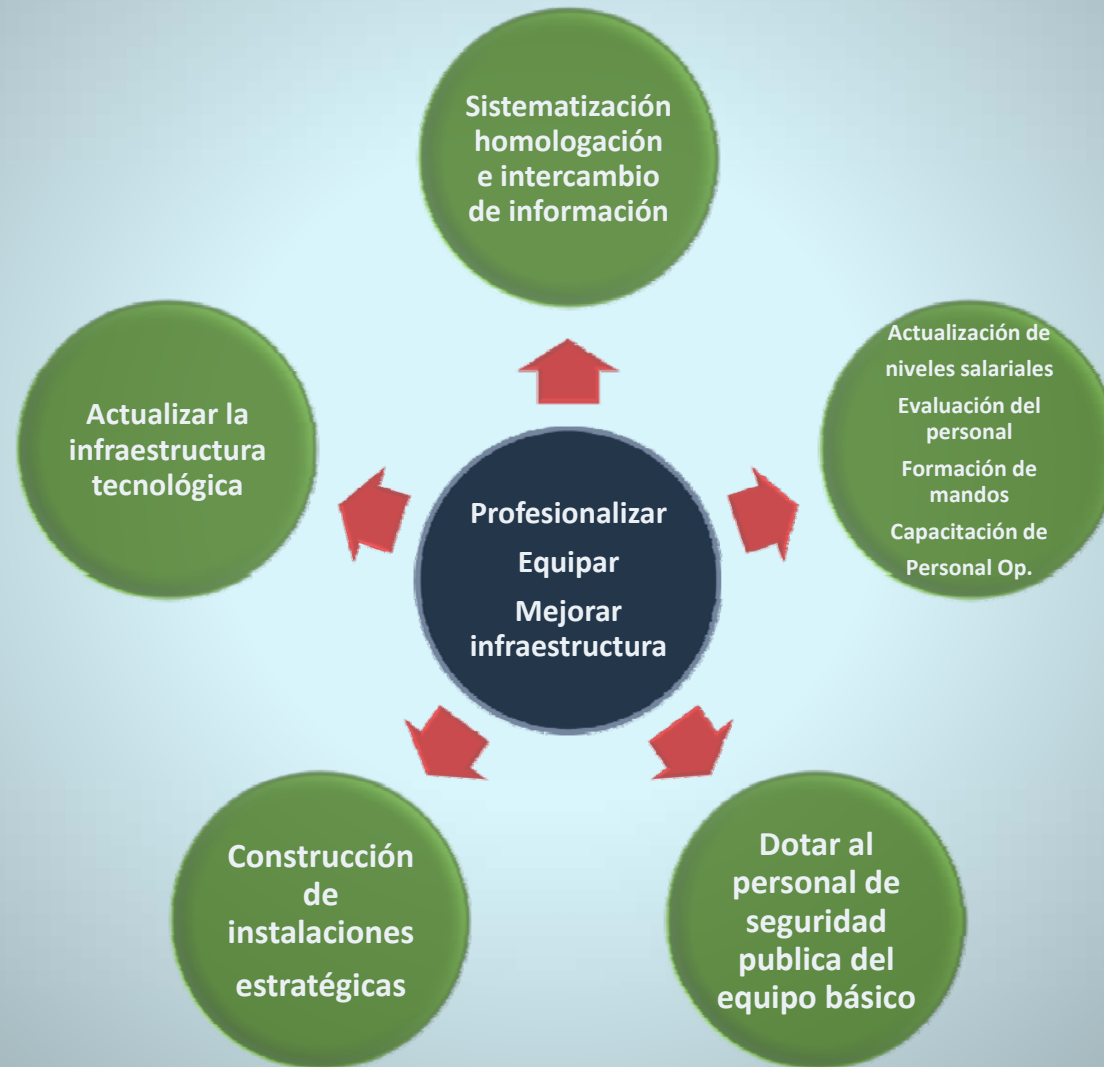 Sistematización
homologación
e intercambio
de información
Actualización de
niveles salariales
Evaluación del
personal
Formación de
mandos
Capacitación de
Personal Op.
Actualizar la
infraestructura
tecnológica
Profesionalizar
Equipar
Mejorar
infraestructura
Construcción
de
instalaciones
estratégicas
Dotar al
personal de
seguridad
publica del
equipo básico